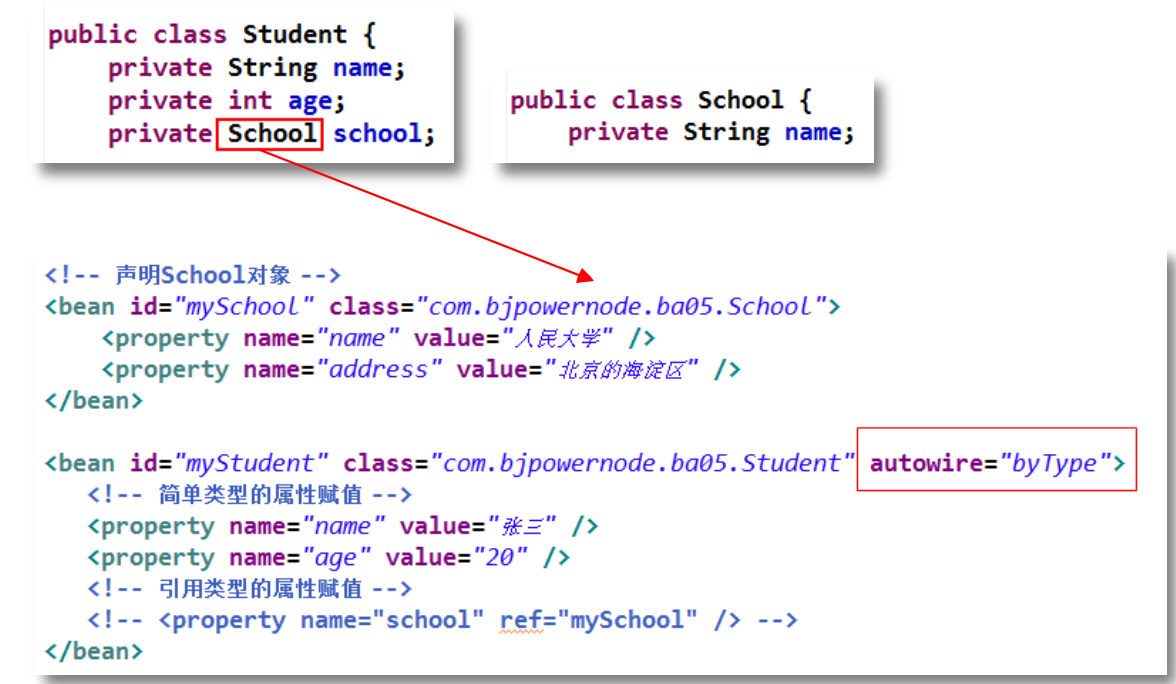 public class Student {
    private String name;
    private int age;
    private School school;
public class School {
    private String name;
<!-- 声明School对象 -->
<bean id="mySchool" class="com.bjpowernode.ba05.School">
    <property name="name" value="人民大学" />
    <property name="address" value="北京的海淀区" />
</bean>
<bean id="myStudent" class="com.bjpowernode.ba05.Student" autowire="byType">
   <!-- 简单类型的属性赋值 -->
   <property name="name" value="张三" />
   <property name="age" value="20" />
   <!-- 引用类型的属性赋值 -->
   <!-- <property name="school" ref="mySchool" /> -->
</bean>